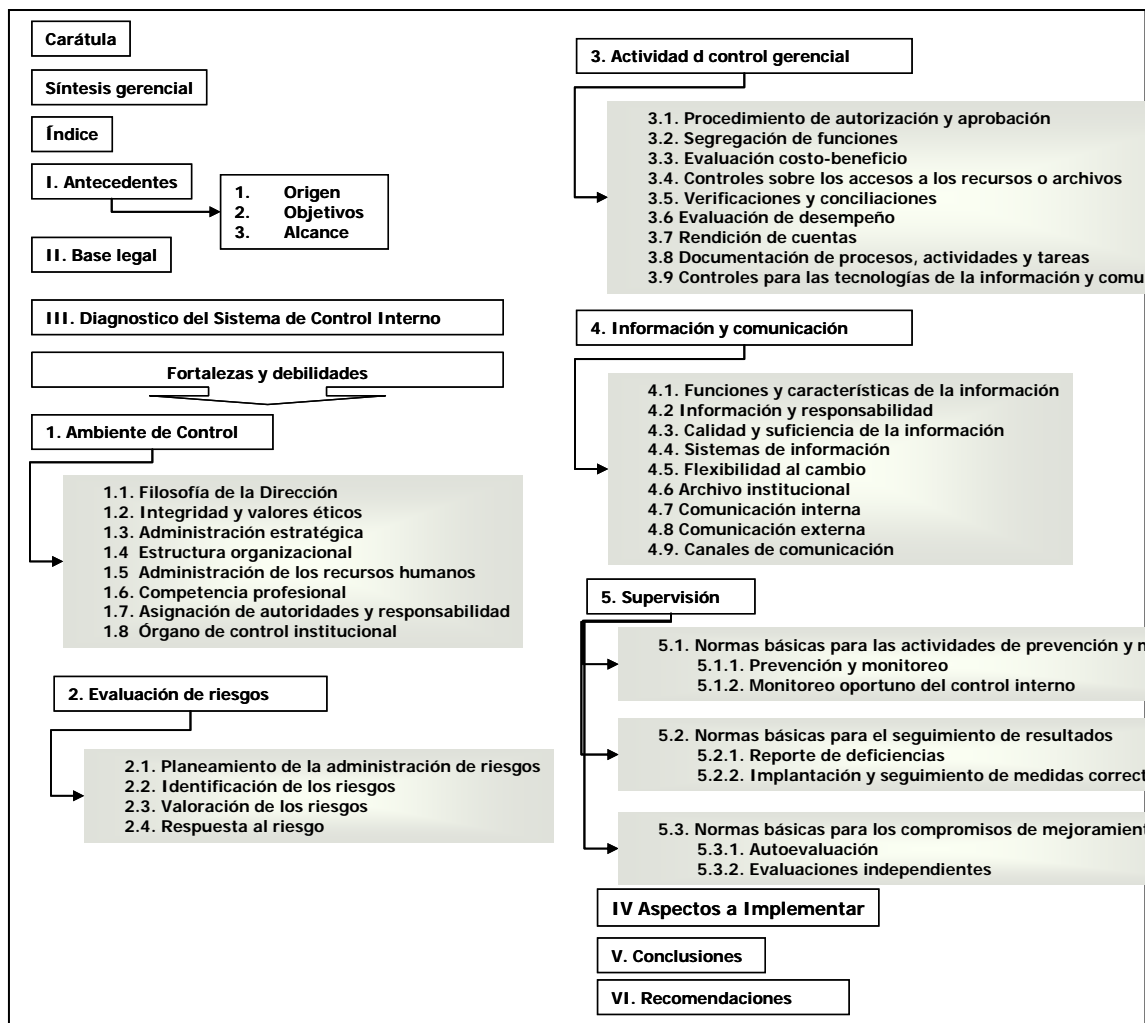 Carátula
Síntesis gerencial
Índice
I. Antecedentes
1. Origen
2. Objetivos
3. Alcance
II. Base legal
III. Diagnostico del Sistema de Control Interno
Fortalezas y debilidades
1. Ambiente de Control
1.1. Filosofía de la Dirección
1.2. Integridad y valores éticos
1.3. Administración estratégica
1.4 Estructura organizacional
1.5 Administración de los recursos humanos
1.6. Competencia profesional
1.7. Asignación de autoridades y responsabilidad
1.8 Órgano de control institucional
2. Evaluación de riesgos
2.1. Planeamiento de la administración de riesgos
2.2. Identificación de los riesgos
2.3. Valoración de los riesgos
2.4. Respuesta al riesgo
3. Actividad d control gerencial
3.1. Procedimiento de autorización y aprobación
3.2. Segregación de funciones
3.3. Evaluación costo-beneficio
3.4. Controles sobre los accesos a los recursos o archivos
3.5. Verificaciones y conciliaciones
3.6 Evaluación de desempeño
3.7 Rendición de cuentas
3.8 Documentación de procesos, actividades y tareas
3.9 Controles para las tecnologías de la información y
4. Información y comunicación
4.1. Funciones y características de la información
4.2 Información y responsabilidad
4.3. Calidad y suficiencia de la información
4.4. Sistemas de información
4.5. Flexibilidad al cambio
4.6 Archivo institucional
4.7 Comunicación interna
4.8 Comunicación externa
4.9. Canales de comunicación
5. Supervisión
5.1. Normas básicas para las actividades de prevención y
5.1.1. Prevención y monitoreo
5.1.2. Monitoreo oportuno del control interno
5.2. Normas básicas para el seguimiento de resultados
5.2.1. Reporte de deficiencias
5.2.2. Implantación y seguimiento de medidas
5.3. Normas básicas para los compromisos de
5.3.1. Autoevaluación
5.3.2. Evaluaciones independientes
IV Aspectos a Implementar
V. Conclusiones
VI. Recomendaciones